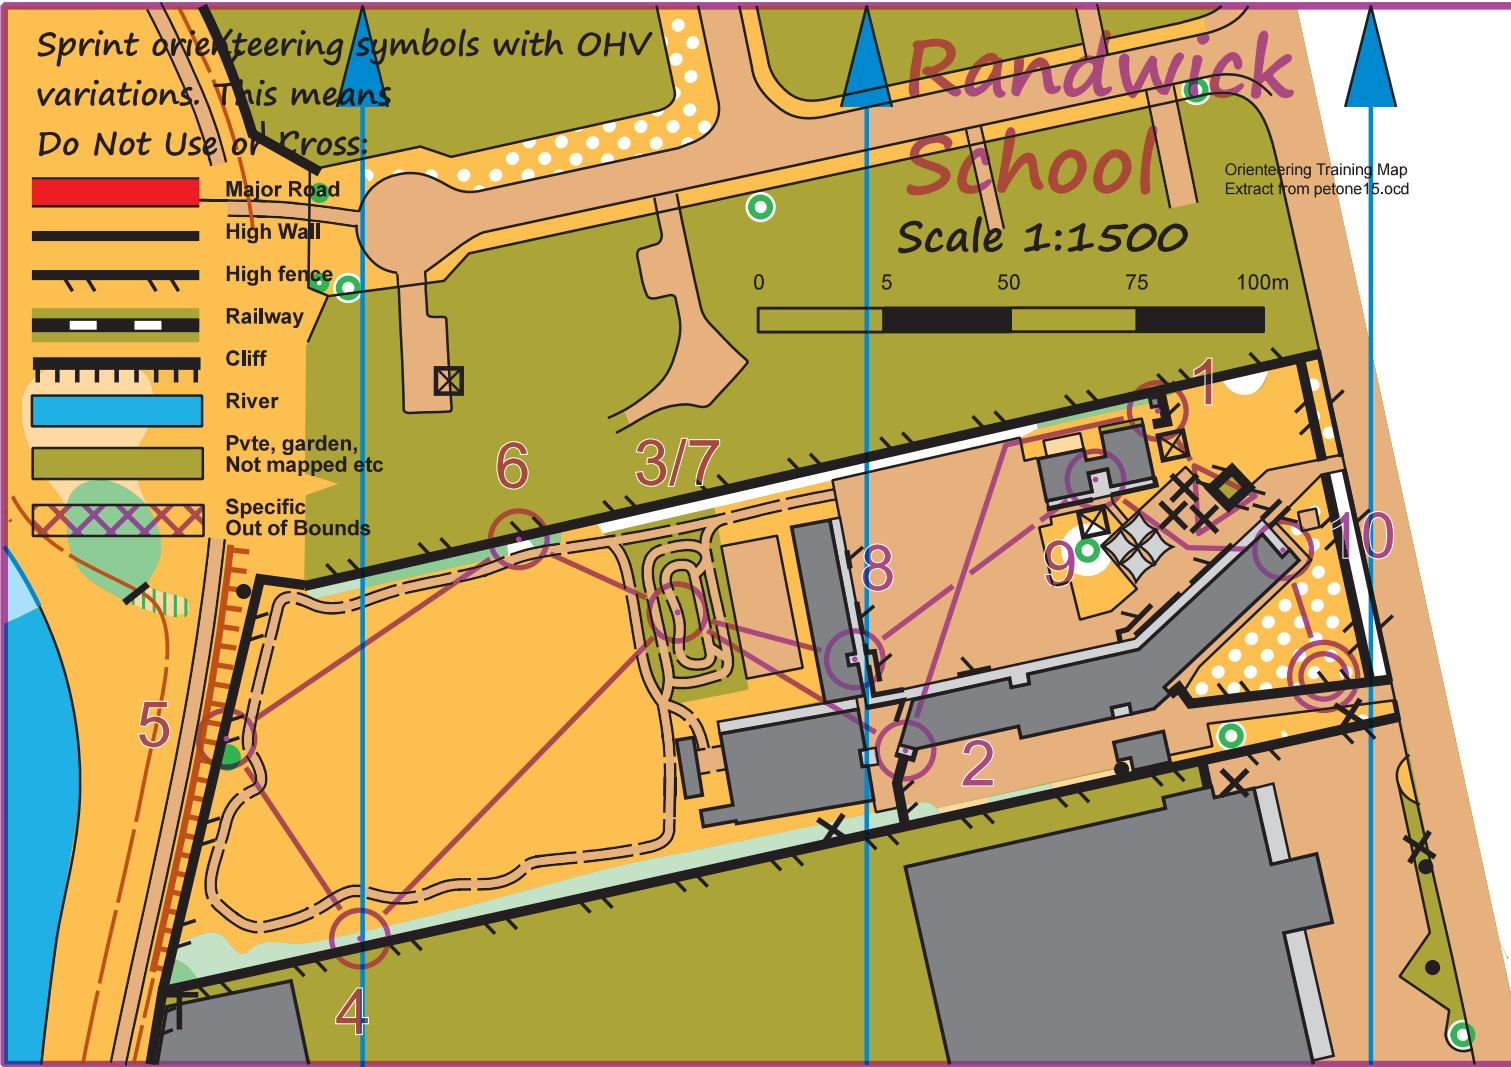 Sprint orienteering symbols with OHV
variations. This means
Do Not Use or Cross:
Major Road
High Wall
High fence
Railway
Cliff
River
Pvte, garden,
Not mapped etc
Specific
Out of Bounds
Randwick
School
Orienteering Training Map
Extract from petone15.ocd
Scale 1:1500
0 5 50 75 100m
1
6
3/7
10
8
9
5
2
4